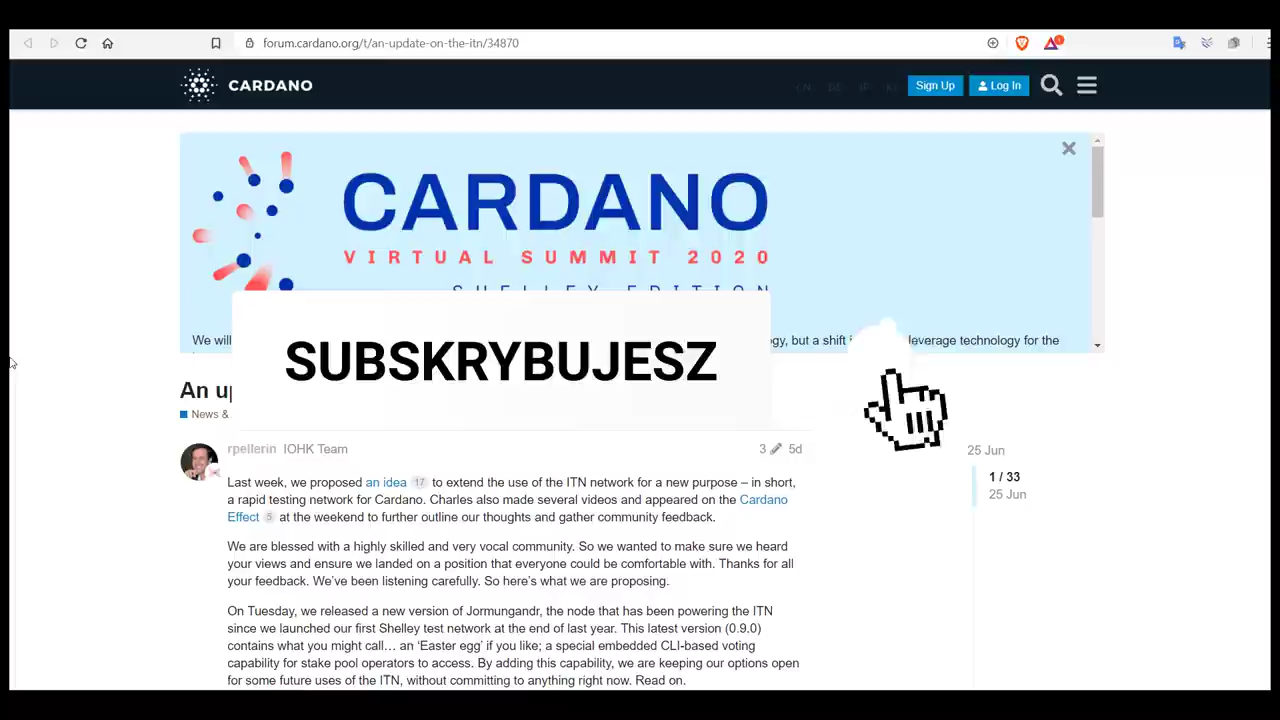 forum.cardano.org/t/an-update-on-the-itn/34870
CARDANO
CN DE JP
Sign Up
Log In
CARDANO
VIRTUAL SUMMIT 2020
SHELLEY EDITION
We will
gy, but a shift
leverage technology for the
SUBSKRYBUJESZ
An up
News &
rpellerin IOHK Team
3 5d
25 Jun
1 / 33
25 Jun
Last week, we proposed an idea 17 to extend the use of the ITN network for a new purpose – in short,
a rapid testing network for Cardano. Charles also made several videos and appeared on the Cardano
Effect 5 at the weekend to further outline our thoughts and gather community feedback.
We are blessed with a highly skilled and very vocal community. So we wanted to make sure we heard
your views and ensure we landed on a position that everyone could be comfortable with. Thanks for all
your feedback. We’ve been listening carefully. So here’s what we are proposing.
On Tuesday, we released a new version of Jormungandr, the node that has been powering the ITN
since we launched our first Shelley test network at the end of last year. This latest version (0.9.0)
contains what you might call… an ‘Easter egg’ if you like; a special embedded CLI-based voting
capability for stake pool operators to access. By adding this capability, we are keeping our options open
for some future uses of the ITN, without committing to anything right now. Read on.